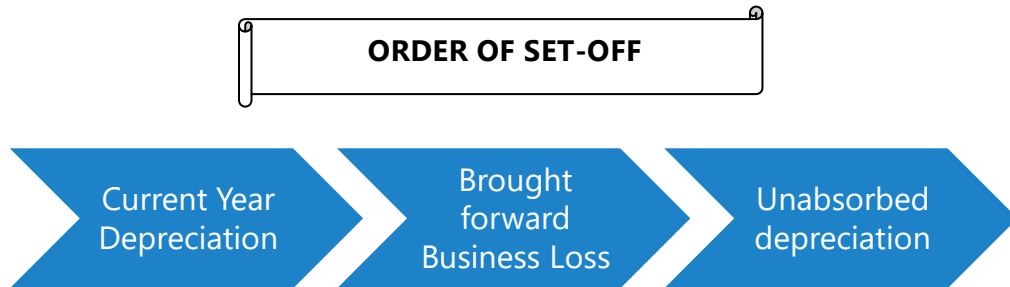 ORDER OF SET-OFF
Current Year
Depreciation
Brought
forward
Business Loss
Unabsorbed
depreciation